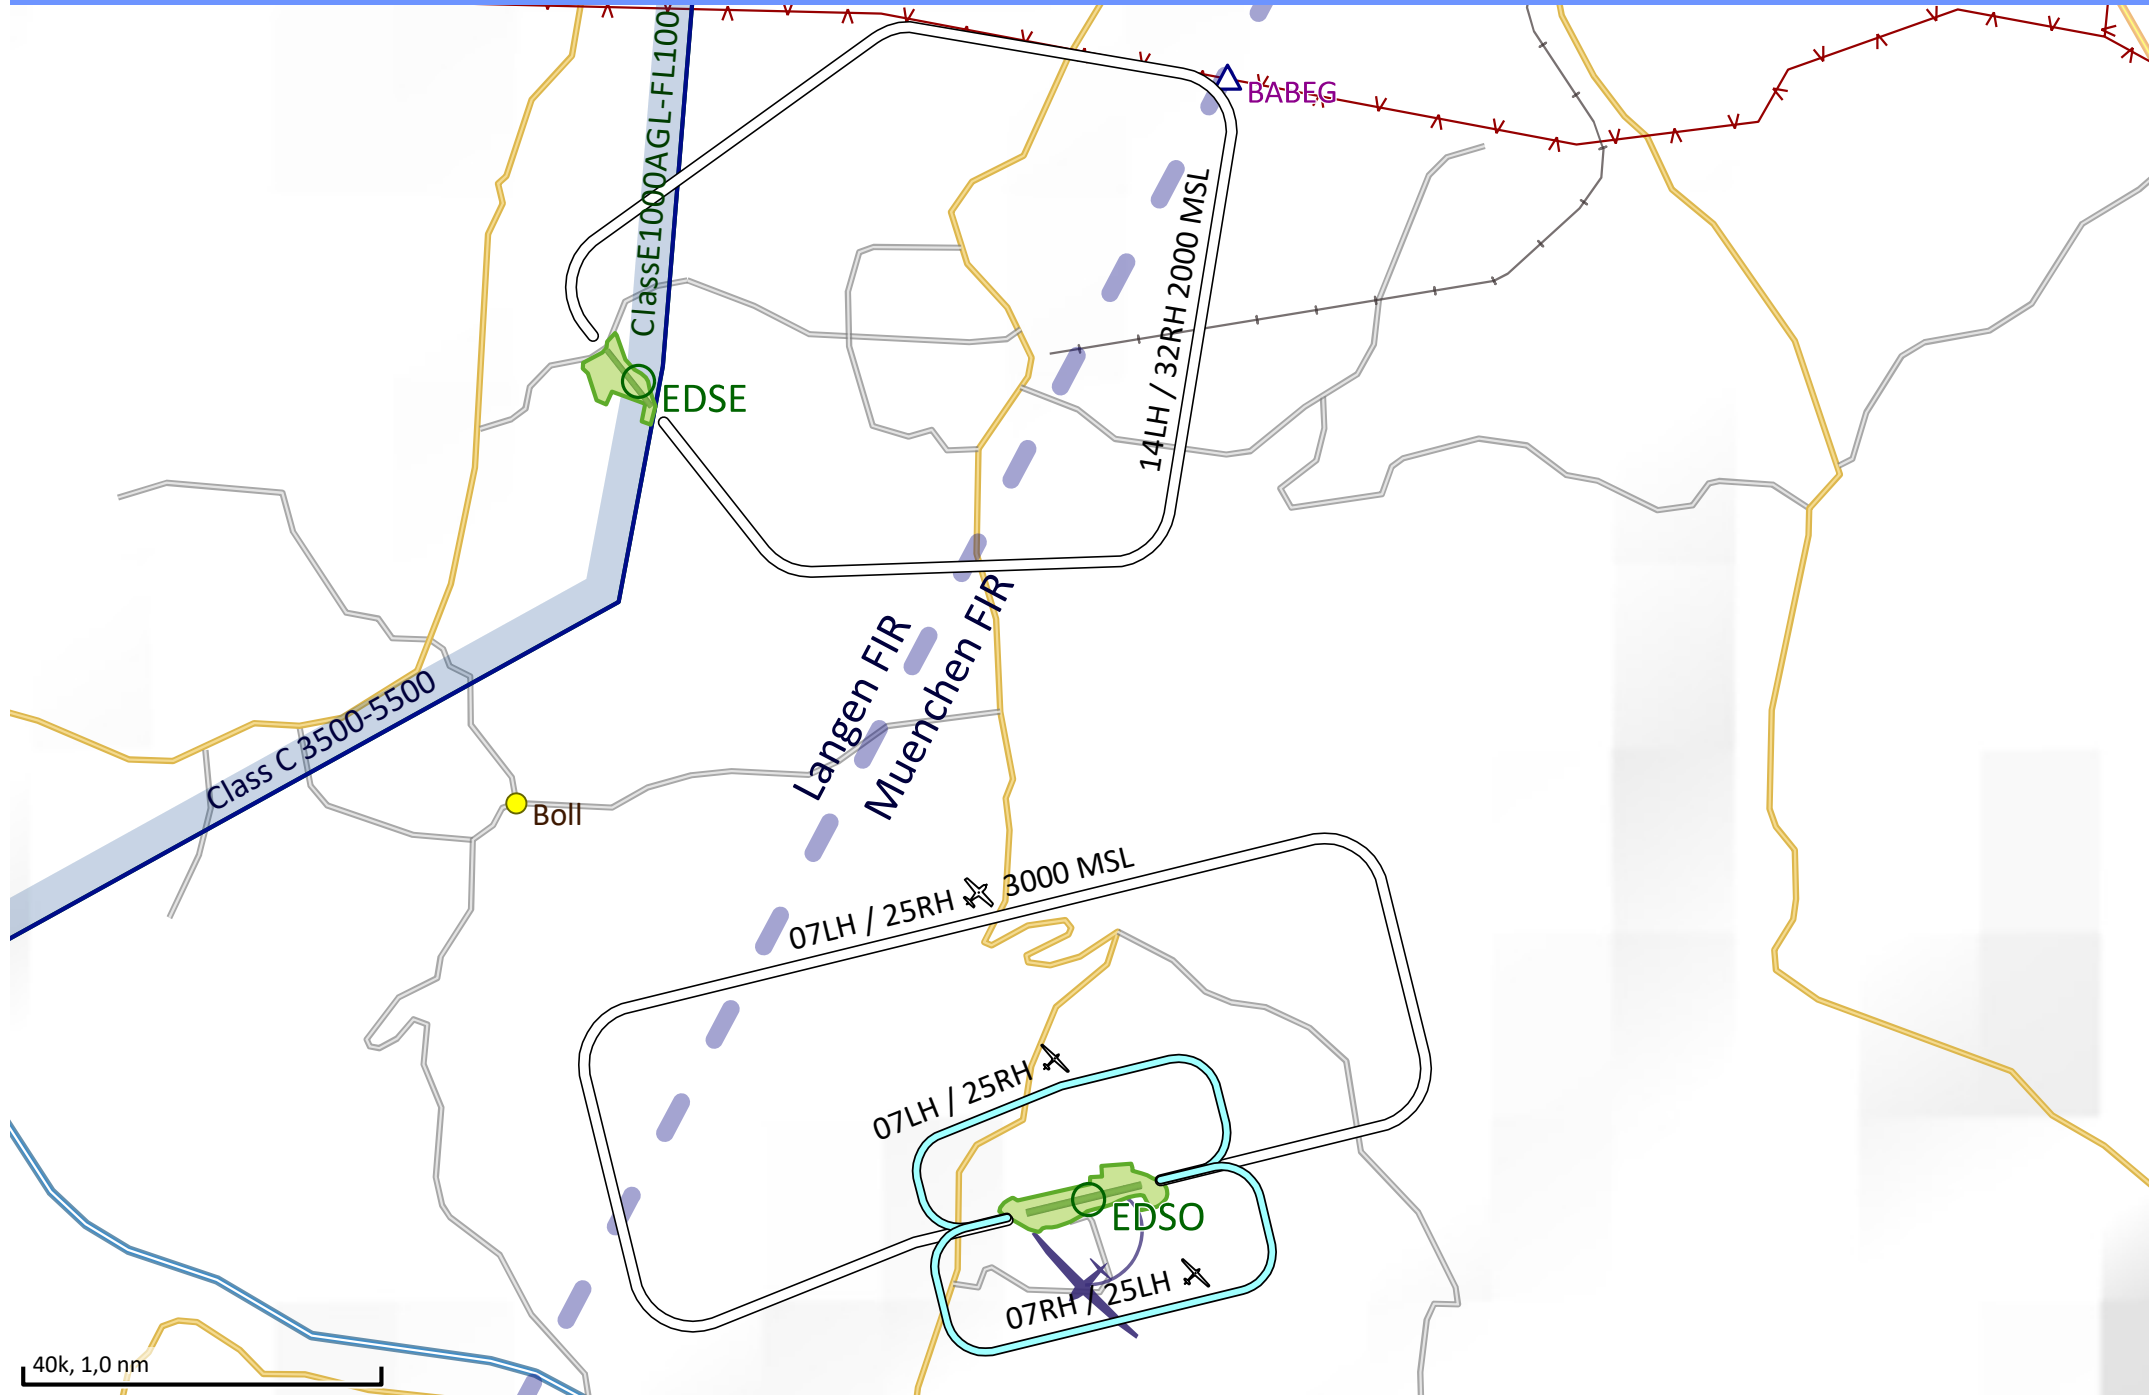 ClassE1000AGL-FL100
BABEG
14LH / 32RH 2000 MSL
EDSE
Langen FIR
Muenchen FIR
Class C 3500-5500
Boll
07LH / 25RH 3000 MSL
07LH / 25RH
EDSO
07RH / 25LH
40k, 1,0 nm